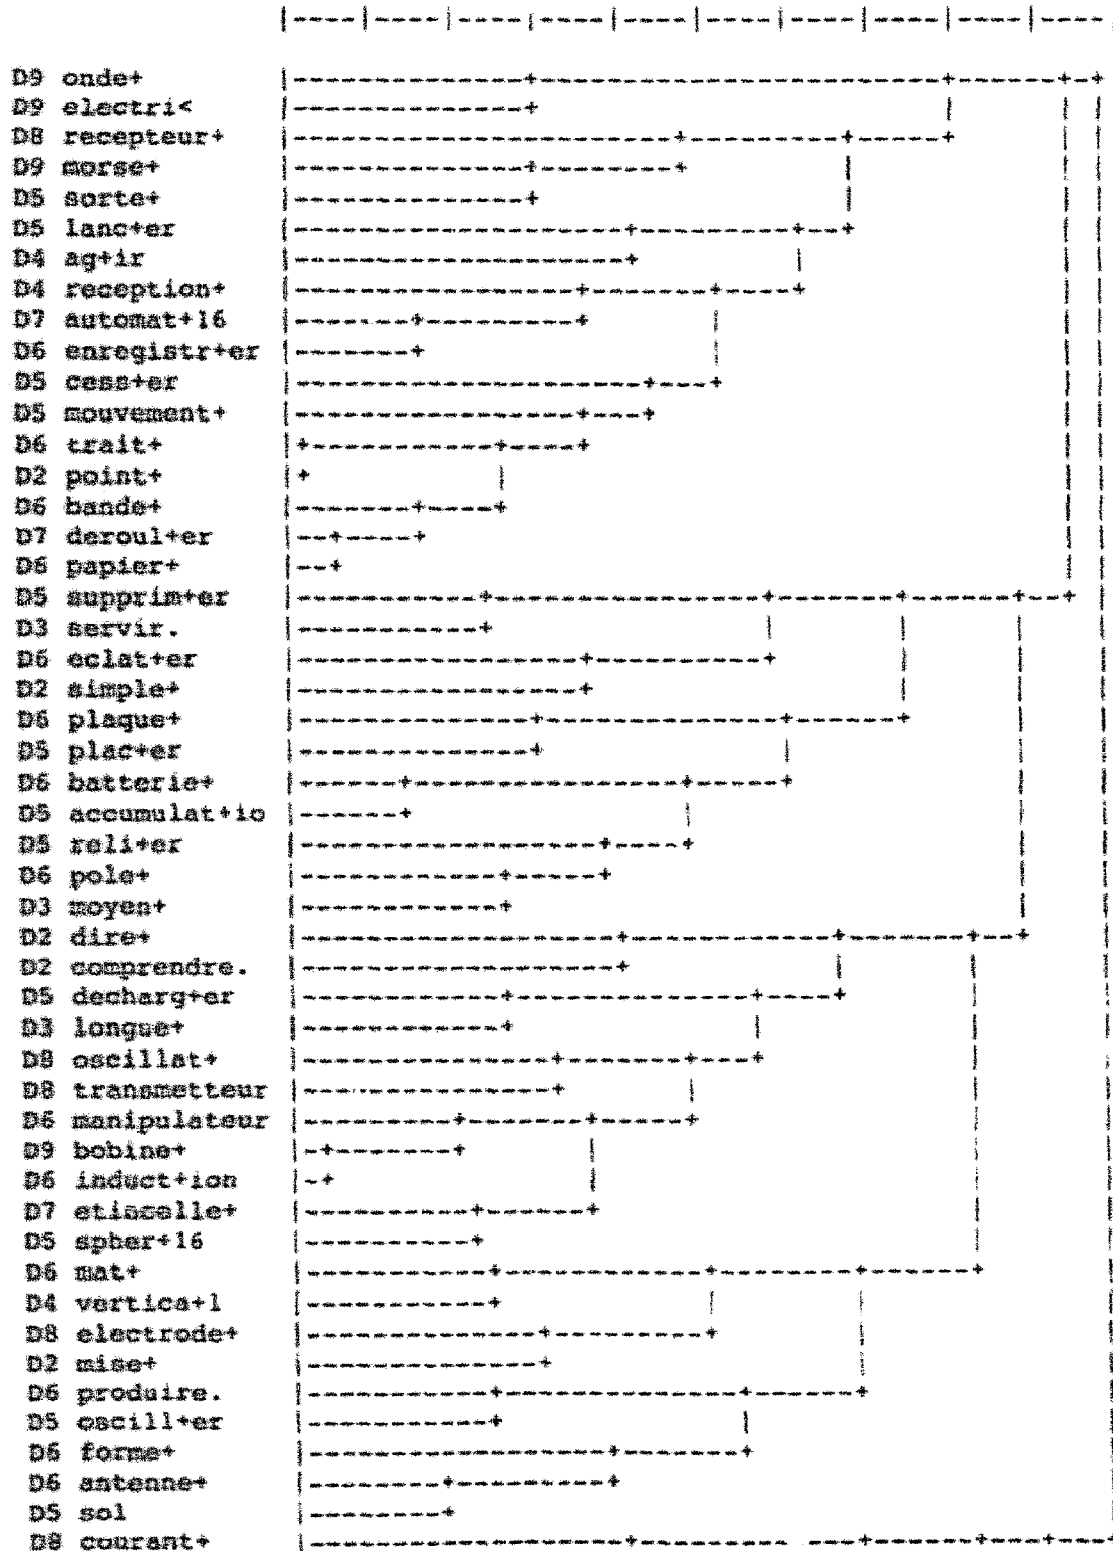 |----|----|----|----|----|----|----|----|----|----
D9 onde+ |--------------+-------------------------+------+-+
D9 electri< |--------------+ | | |
D8 recepteur+ |-----------------------+---------+-----+ | |
D9 morse+ |--------------+--------+ | | |
D5 sorte+ |--------------+ | | |
D5 lanc+er |--------------------+---------+--+ | |
D4 ag+ir |--------------------+ | | |
D4 reception+ |-----------------+-------+----+ | |
D7 automat+16 |-------+---------+ | | |
D6 enregistr+er |-------+ | | |
D5 cess+er |---------------------+---+ | |
D5 mouvement+ |-----------------+---+ | |
D6 trait+ |+-----------+----+ | |
D2 point+ |+ | | |
D6 bande+ |-------+----+ | |
D7 deroul+er |--+----+ | |
D6 papier+ |--+ | |
D5 supprim+er |-----------+----------------+-------+------+--+ |
D3 servir. |-----------+ | | | |
D6 eclat+er |-----------------+----------+ | | |
D2 simple+ |-----------------+ | | |
D6 plaque+ |--------------+--------------+------+ | |
D5 plac+er |--------------+ | | |
D6 batterie+ |------+----------------+-----+ | |
D5 accumulat+io |------+ | | |
D5 reli+er |------------------+----+ | |
D6 pole+ |------------+-----+ | |
D3 moyen+ |------------+ | |
D2 dire+ |-------------------+------------+-------+--+ |
D2 comprendre. |-------------------+ | | |
D5 decharg+er |------------+--------------+----+ | |
D3 longue+ |------------+ | | |
D8 oscillat+ |---------------+-------+---+ | |
D8 transmetteur |---------------+ | | |
D6 manipulateur |---------+-------+-----+ | |
D9 bobine+ |-+-------+ | | |
D6 induct+ion |-+ | | |
D7 etincelle+ |----------+------+ | |
D5 spher+16 |----------+ | |
D6 mat+ |-----------+------------+--------+------+ |
D4 vertica+l |-----------+ | | |
D8 electrode+ |--------------+---------+ | |
D2 mise+ |--------------+ | |
D6 produire. |-----------+--------------+------+ |
D5 oscill+er |-----------+ | |
D6 forme+ |------------------+-------+ |
D6 antenne+ |--------+---------+ |
D5 sol |--------+ |
D8 courant+ |-------------------+-------------+------+---+---+